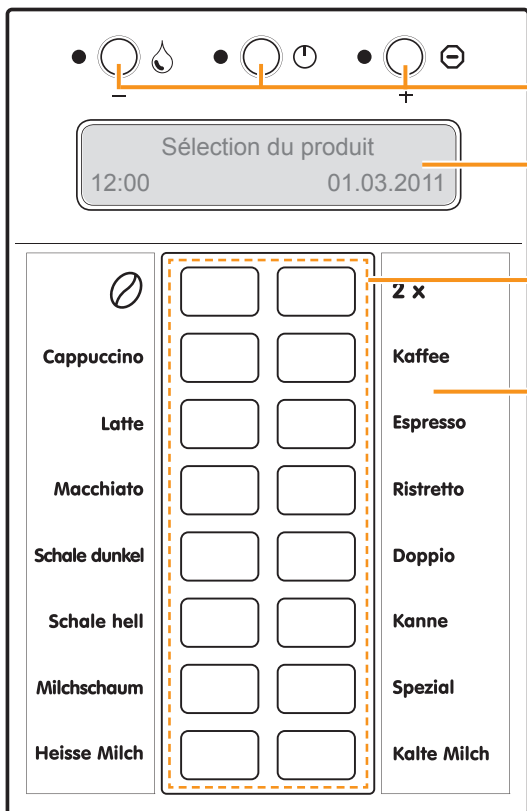 − +
Sélection du produit
12:00 01.03.2011
2 x
Cappuccino Kaffee
Latte Espresso
Macchiato Ristretto
Schale dunkel Doppio
Schale hell Kanne
Milchschaum Spezial
Heisse Milch Kalte Milch